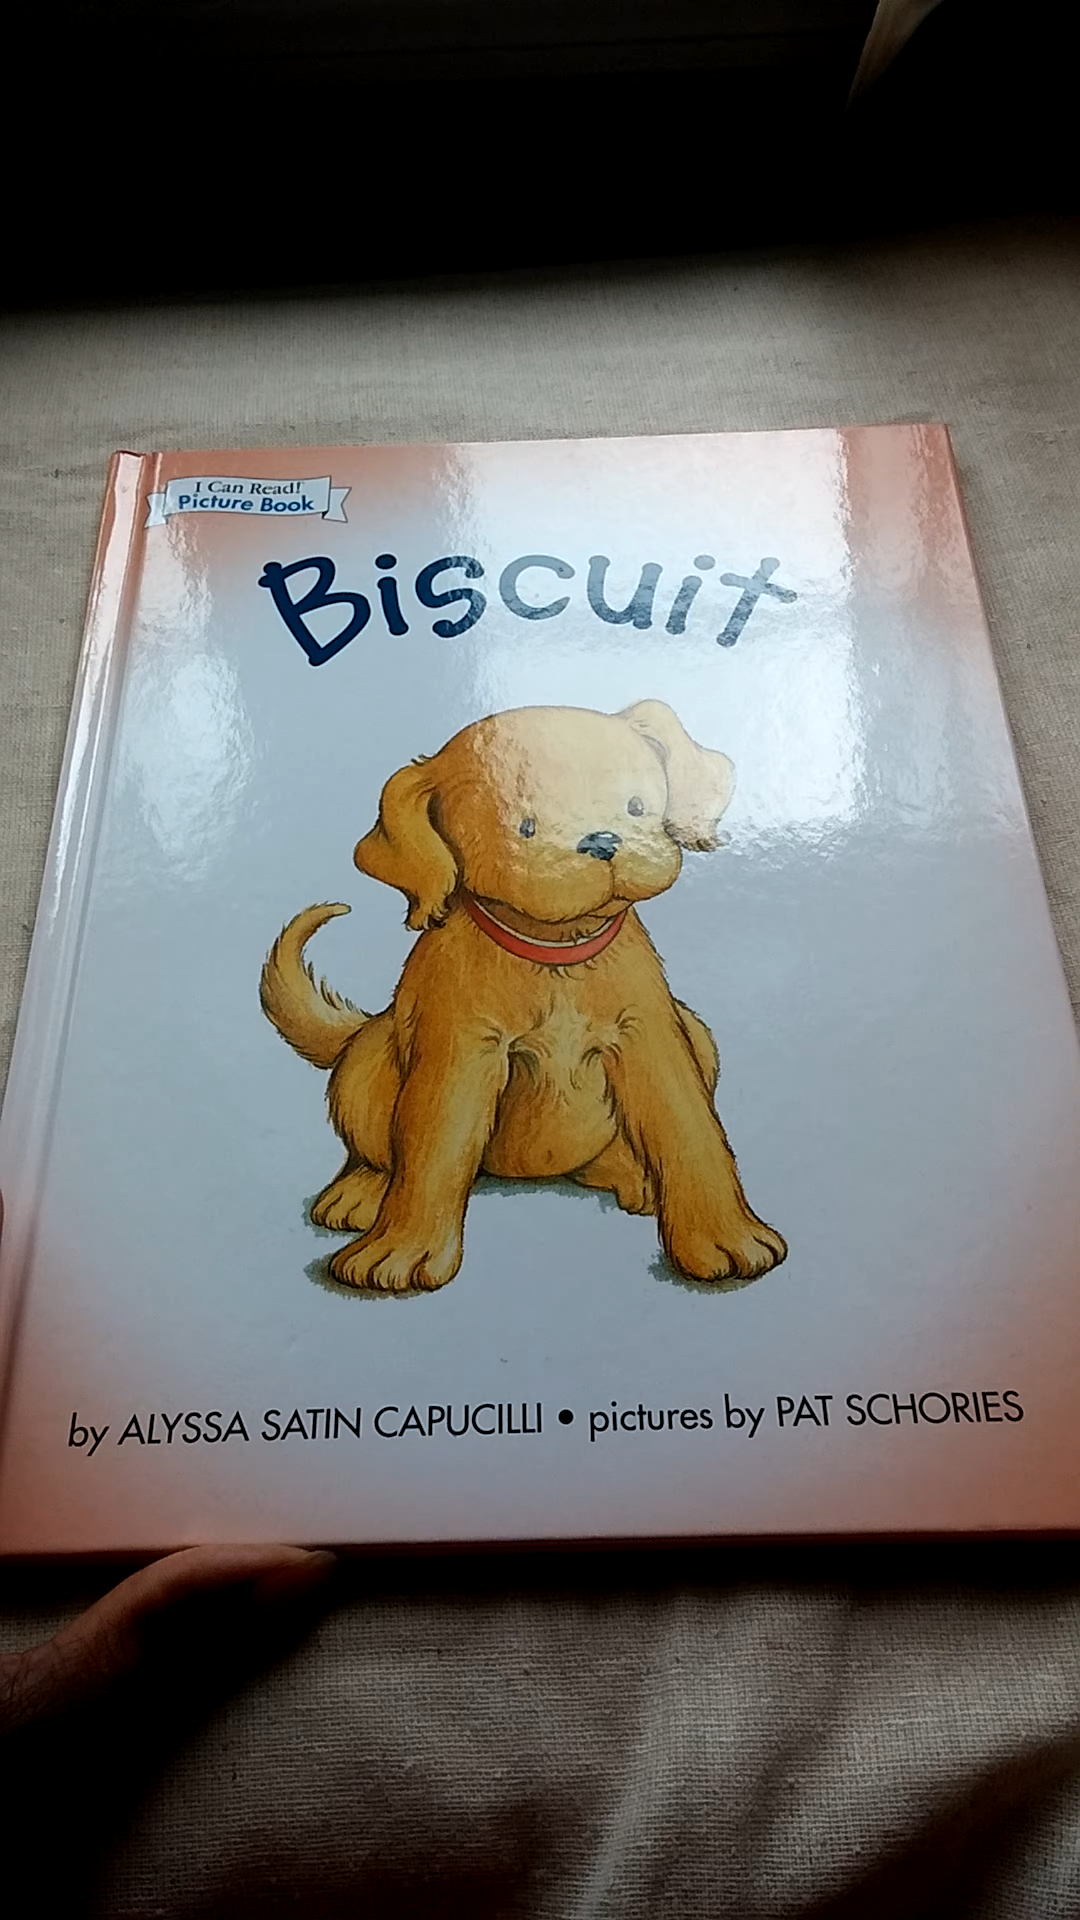 I Can Read!
Picture Book
Biscuit
by ALYSSA SATIN CAPUCILLI • pictures by PAT SCHORIES